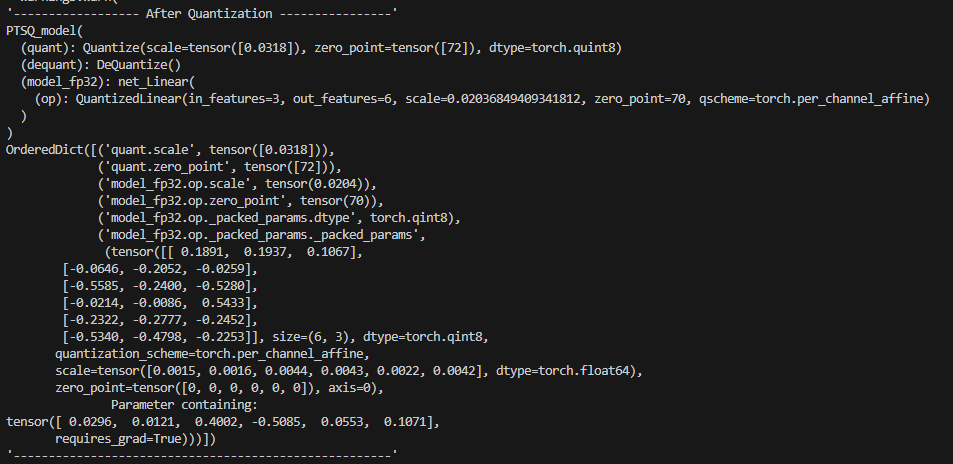 '------------------ After Quantization ----------------'
PTSQ_model(
  (quant): Quantize(scale=tensor([0.0318]), zero_point=tensor([72]), dtype=torch.quint8)
  (dequant): DeQuantize()
  (model_fp32): net_Linear(
    (op): QuantizedLinear(in_features=3, out_features=6, scale=0.02036849409341812, zero_point=70, qscheme=torch.per_channel_affine)
  )
)
OrderedDict([('quant.scale', tensor([0.0318])),
             ('quant.zero_point', tensor([72])),
             ('model_fp32.op.scale', tensor(0.0204)),
             ('model_fp32.op.zero_point', tensor(70)),
             ('model_fp32.op._packed_params.dtype', torch.qint8),
             ('model_fp32.op._packed_params._packed_params',
              (tensor([[ 0.1891,  0.1937,  0.1067],
        [-0.0646, -0.2052, -0.0259],
        [-0.5585, -0.2400, -0.5280],
        [-0.0214, -0.0086,  0.5433],
        [-0.2322, -0.2777, -0.2452],
        [-0.5340, -0.4798, -0.2253]], size=(6, 3), dtype=torch.qint8,
       quantization_scheme=torch.per_channel_affine,
       scale=tensor([0.0015, 0.0016, 0.0044, 0.0043, 0.0022, 0.0042], dtype=torch.float64),
       zero_point=tensor([0, 0, 0, 0, 0, 0]), axis=0),
               Parameter containing:
tensor([ 0.0296,  0.0121,  0.4002, -0.5085,  0.0553,  0.1071],
       requires_grad=True)))])
'------------------------------------------------------'